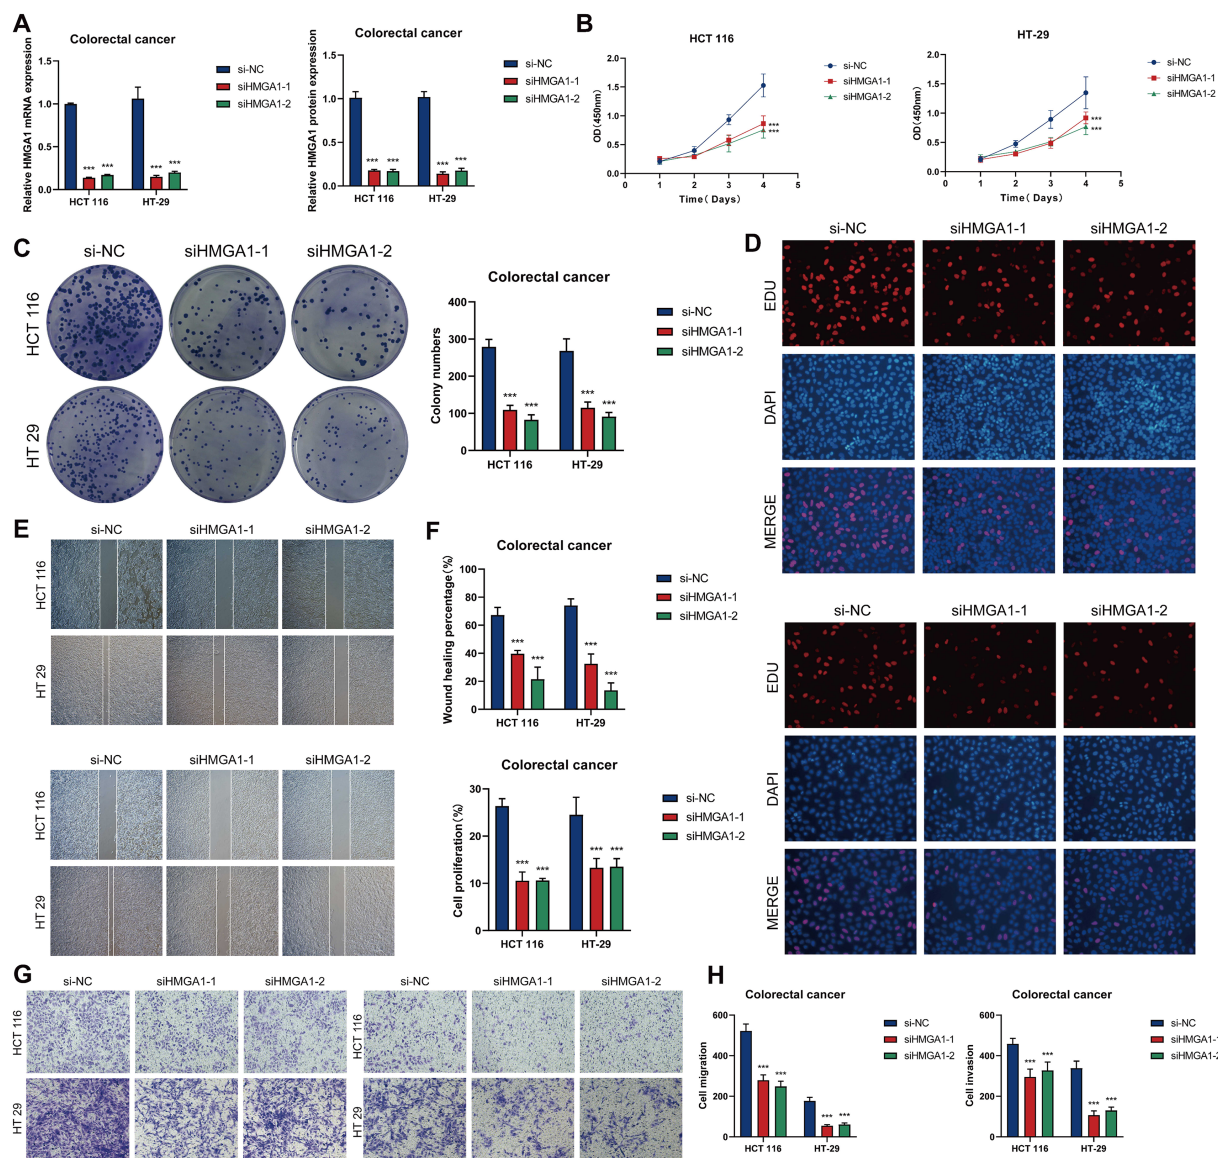 A
Colorectal cancer
Relative HMGA1 mRNA expression
1.5
1.0
0.5
0.0
***
***
***
***
HCT 116
HT-29
si-NC
siHMGA1-1
siHMGA1-2
Colorectal cancer
Relative HMGA1 protein expression
1.5
1.0
0.5
0.0
***
***
***
***
HCT 116
HT-29
si-NC
siHMGA1-1
siHMGA1-2
B
HCT 116
OD(450nm)
2.0
1.5
1.0
0.5
0.0
0
1
2
3
4
5
Time( Days)
***
***
si-NC
siHMGA1-1
siHMGA1-2
HT-29
OD(450nm)
2.0
1.5
1.0
0.5
0.0
0
1
2
3
4
5
Time( Days)
***
***
si-NC
siHMGA1-1
siHMGA1-2
C
si-NC
siHMGA1-1
siHMGA1-2
HCT 116
HT 29
Colorectal cancer
Colony numbers
400
300
200
100
0
***
***
***
***
HCT 116
HT-29
si-NC
siHMGA1-1
siHMGA1-2
D
si-NC
siHMGA1-1
siHMGA1-2
EDU
DAPI
MERGE
si-NC
siHMGA1-1
siHMGA1-2
EDU
DAPI
MERGE
E
si-NC
siHMGA1-1
siHMGA1-2
HCT 116
HT 29
si-NC
siHMGA1-1
siHMGA1-2
HCT 116
HT 29
F
Colorectal cancer
Wound healing percentage(%)
100
80
60
40
20
0
***
***
***
***
HCT 116
HT-29
si-NC
siHMGA1-1
siHMGA1-2
Colorectal cancer
Cell proliferation(%)
30
20
10
0
***
***
***
***
HCT 116
HT-29
si-NC
siHMGA1-1
siHMGA1-2
G
si-NC
siHMGA1-1
siHMGA1-2
HCT 116
HT 29
si-NC
siHMGA1-1
siHMGA1-2
HCT 116
HT 29
H
Colorectal cancer
Cell migration
600
400
200
0
***
***
***
***
HCT 116
HT-29
si-NC
siHMGA1-1
siHMGA1-2
Colorectal cancer
Cell invasion
600
400
200
0
***
***
***
***
HCT 116
HT-29
si-NC
siHMGA1-1
siHMGA1-2